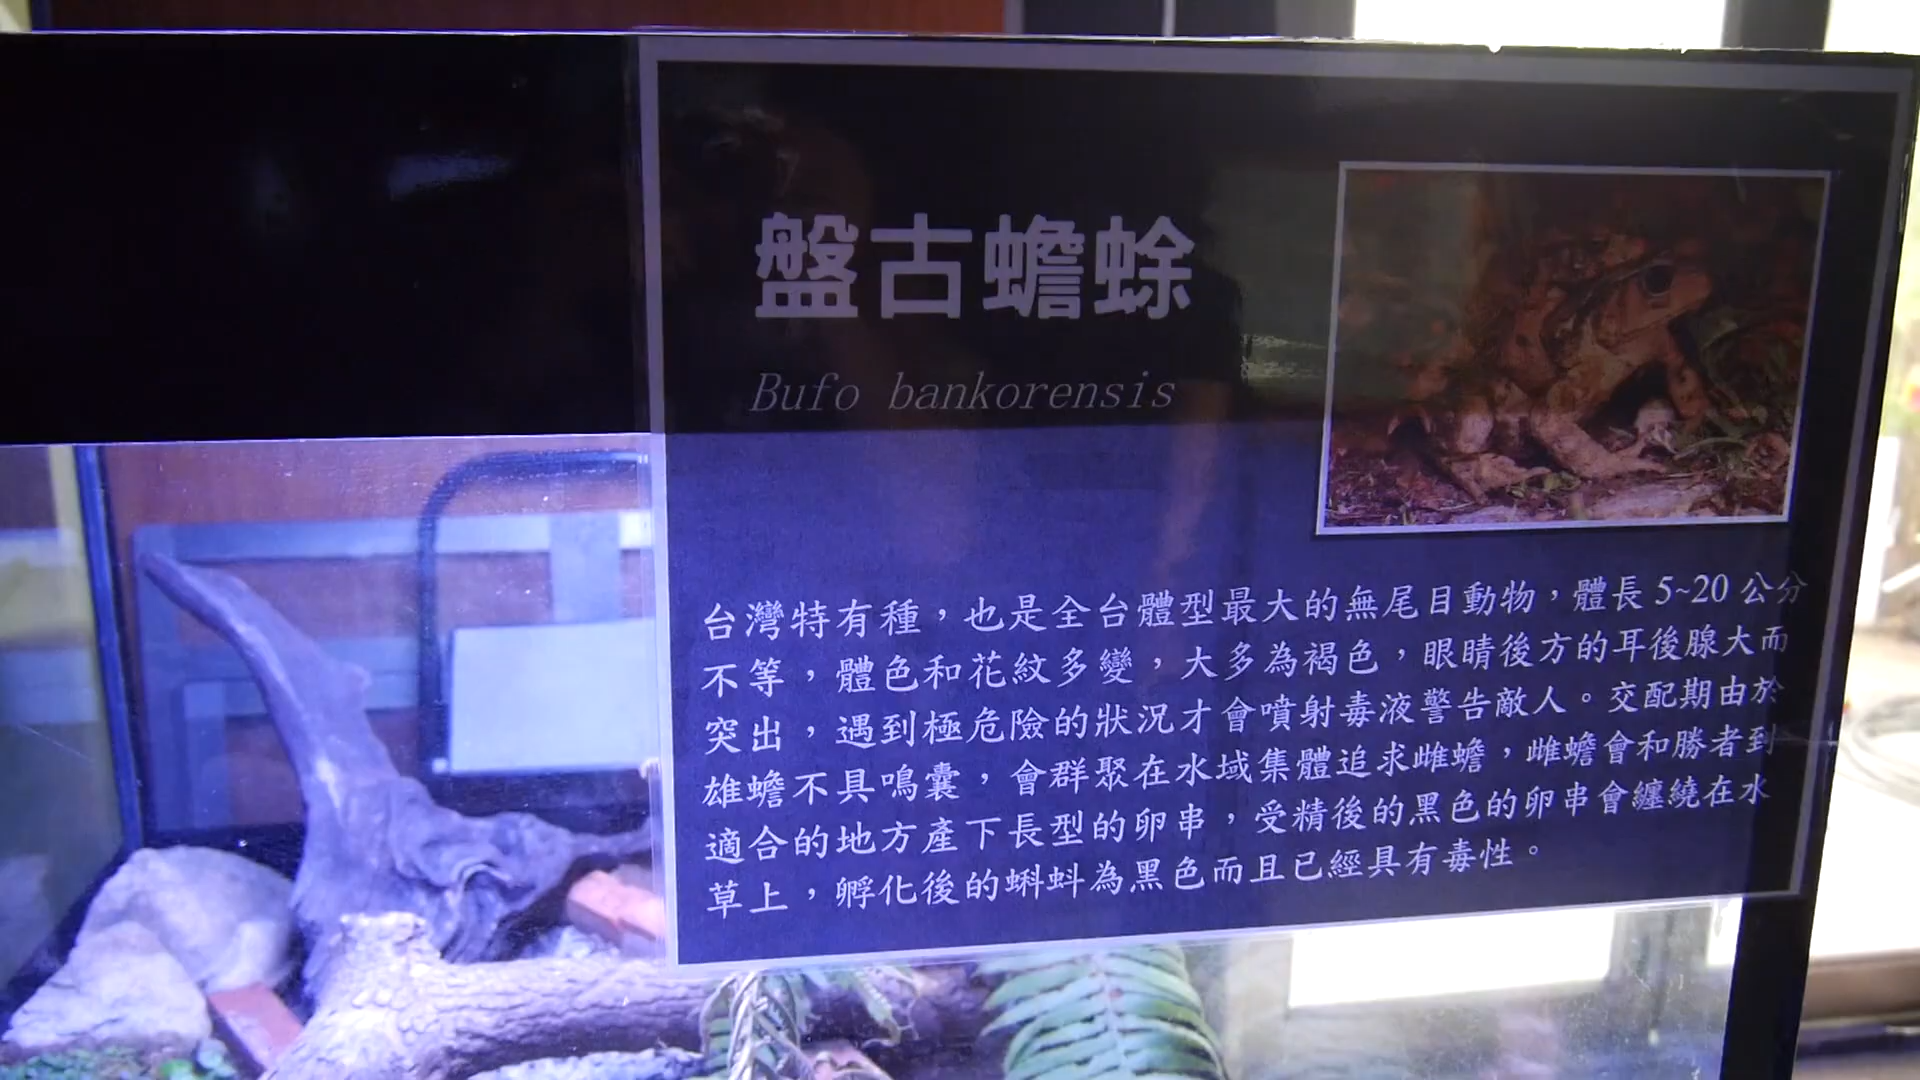 盤古蟾蜍
Bufo bankorensis
台灣特有種，也是全台體型最大的無尾目動物，體長 5~20 公分
不等，體色和花紋多變，大多為褐色，眼睛後方的耳後腺大而
突出，遇到極危險的狀況才會噴射毒液警告敵人。交配期由於
雄蟾不具鳴囊，會群聚在水域集體追求雌蟾，雌蟾會和勝者到
適合的地方產下長型的卵串，受精後的黑色的卵串會纏繞在水
草上，孵化後的蝌蚪為黑色而且已經具有毒性。